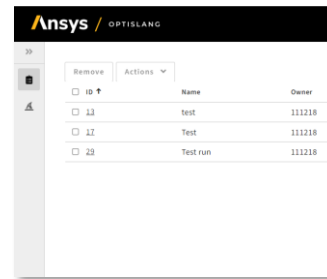 Ansys / OPTISLANG
Remove Actions
ID Name Owner
13 test 111218
17 Test 111218
29 Test run 111218